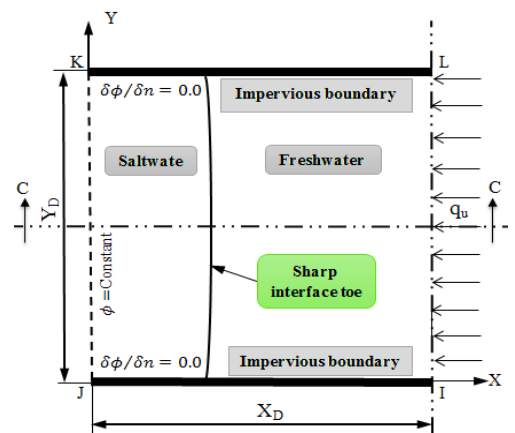 Y
K
L
δϕ/δn = 0.0
Impervious boundary
Saltwate
Freshwater
C
C
Y_D
q_u
ϕ =Constant
Sharp
interface toe
δϕ/δn = 0.0
Impervious boundary
X
J
I
X_D